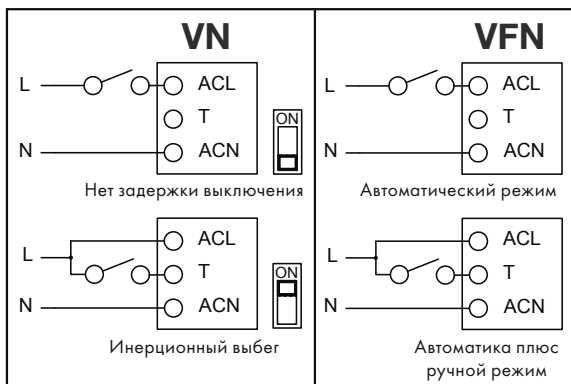 VN
L ACL
T
N ACN
ON
Нет задержки выключения
L ACL
T
N ACN
ON
Инерционный выбег
VFN
L ACL
T
N ACN
Автоматический режим
L ACL
T
N ACN
Автоматика плюс
ручной режим